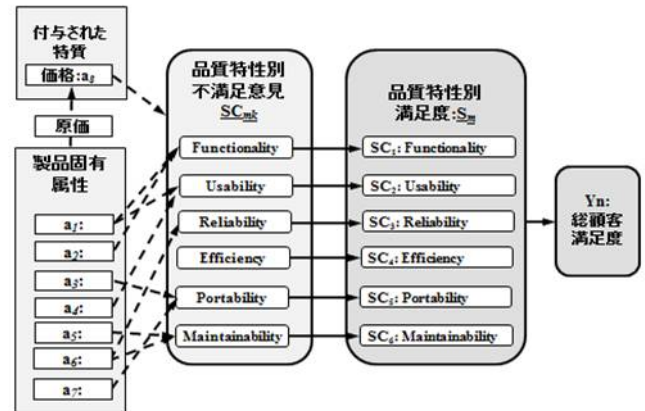 付与された
特質
価格:a8
原価
製品固有
属性
a1:
a2:
a3:
a4:
a5:
a6:
a7:
品質特性別
不満足意見
SCmk
Functionality
Usability
Reliability
Efficiency
Portability
Maintainability
品質特性別
満足度:Sm
SC1: Functionality
SC2: Usability
SC3: Reliability
SC4: Efficiency
SC5: Portability
SC6: Maintainability
Yn:
総顧客
満足度